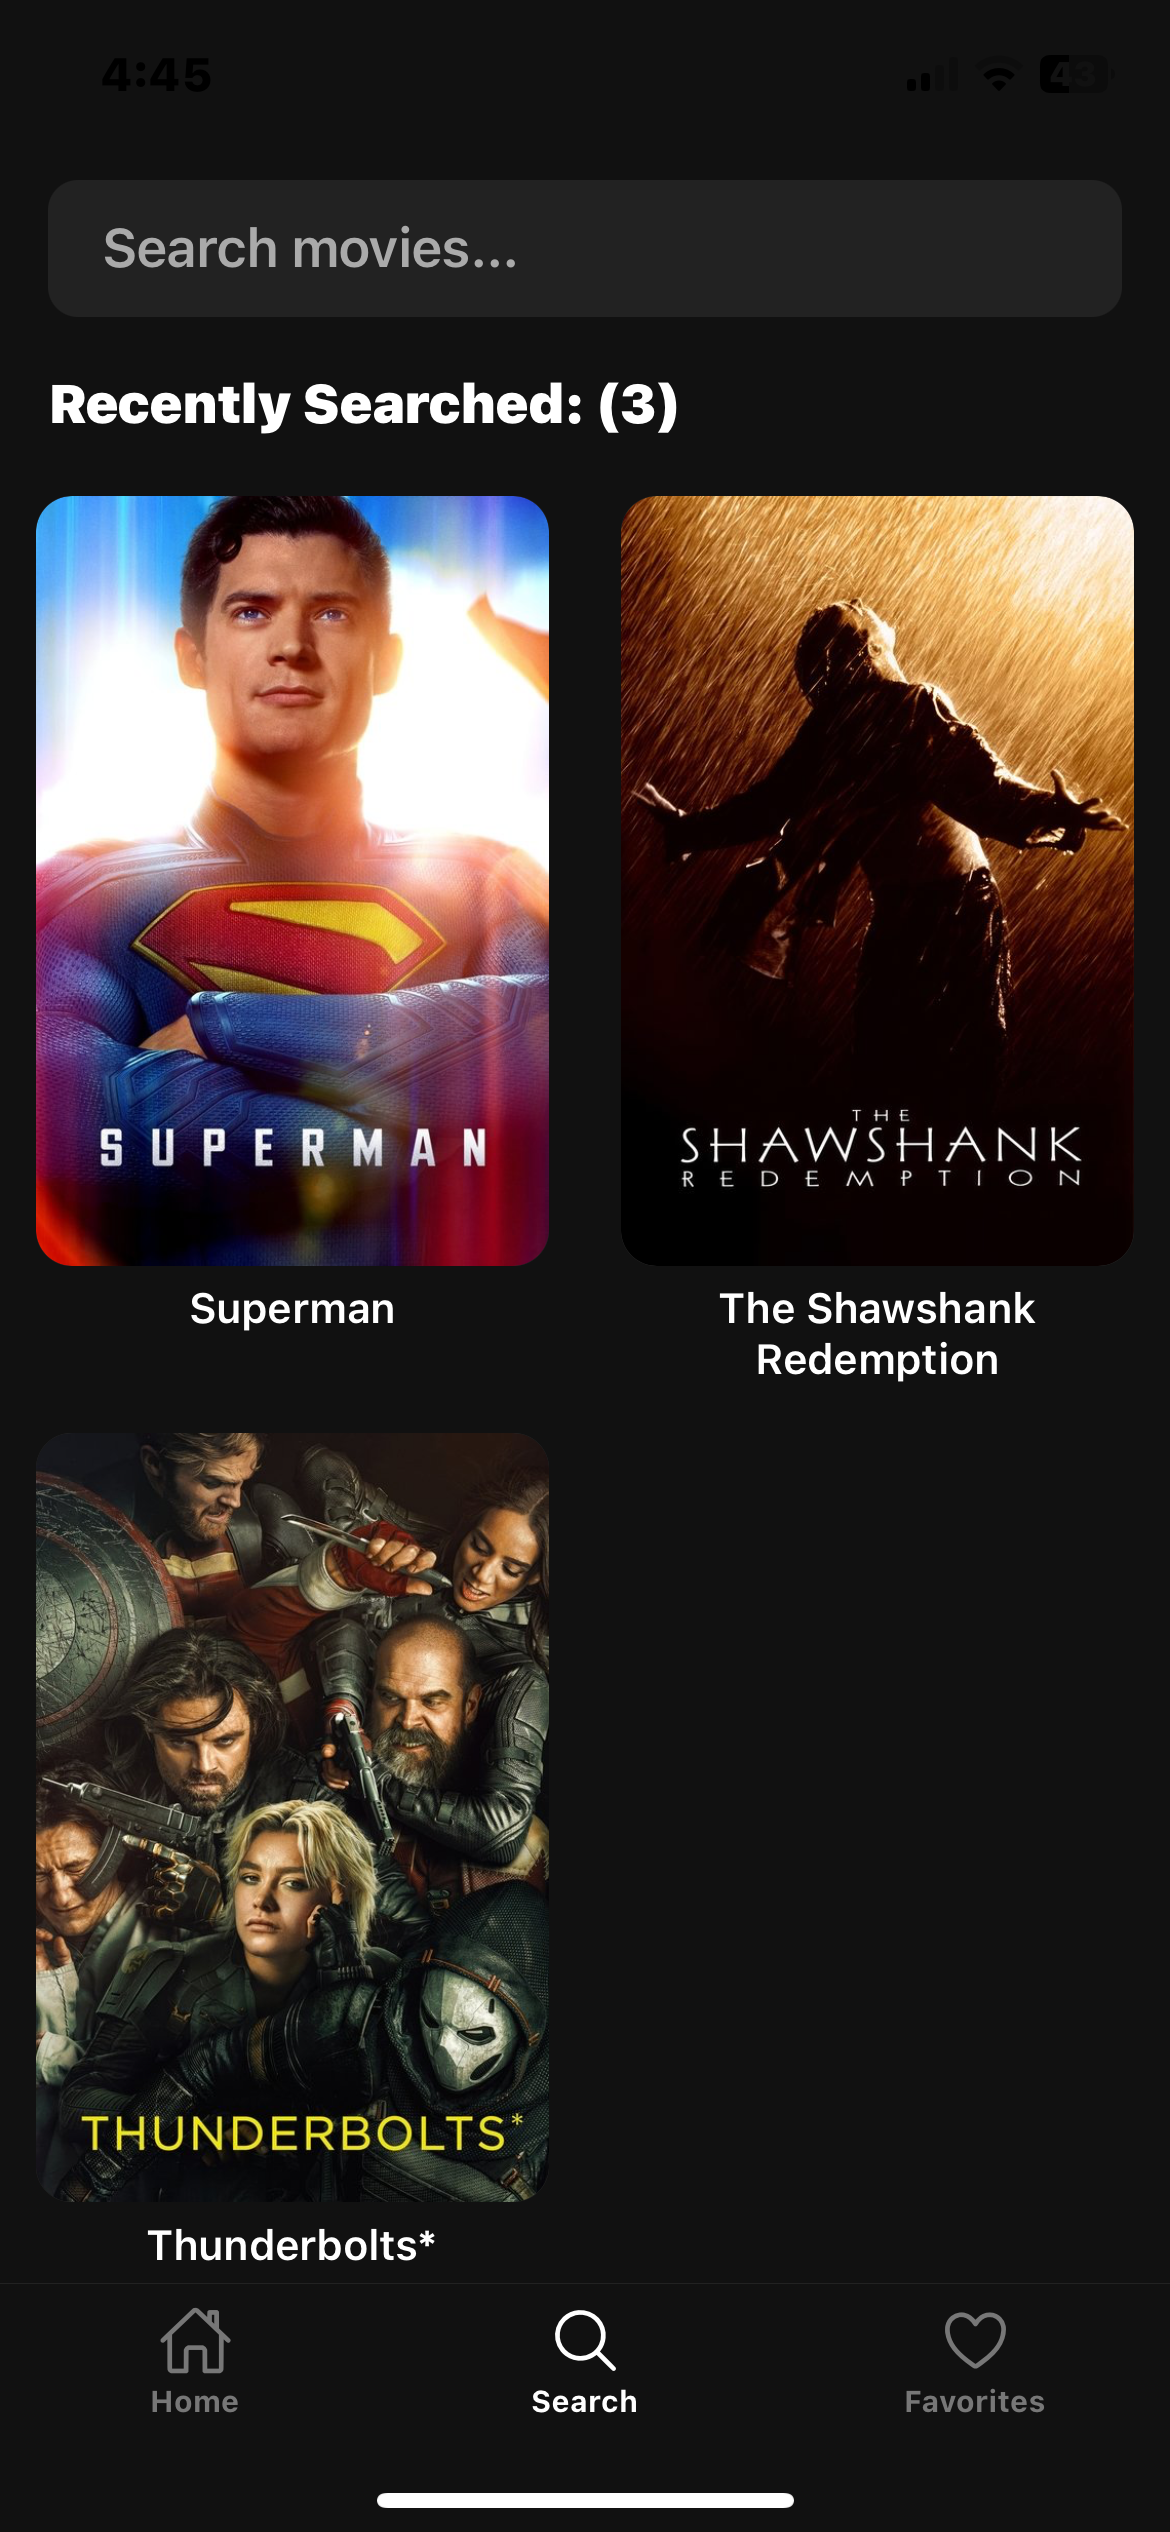 4:45
43
Search movies...
Recently Searched: (3)
SUPERMAN
THE
SHAWSHANK
REDEMPTION
Superman
The Shawshank
Redemption
THUNDERBOLTS*
Thunderbolts*
Home
Search
Favorites